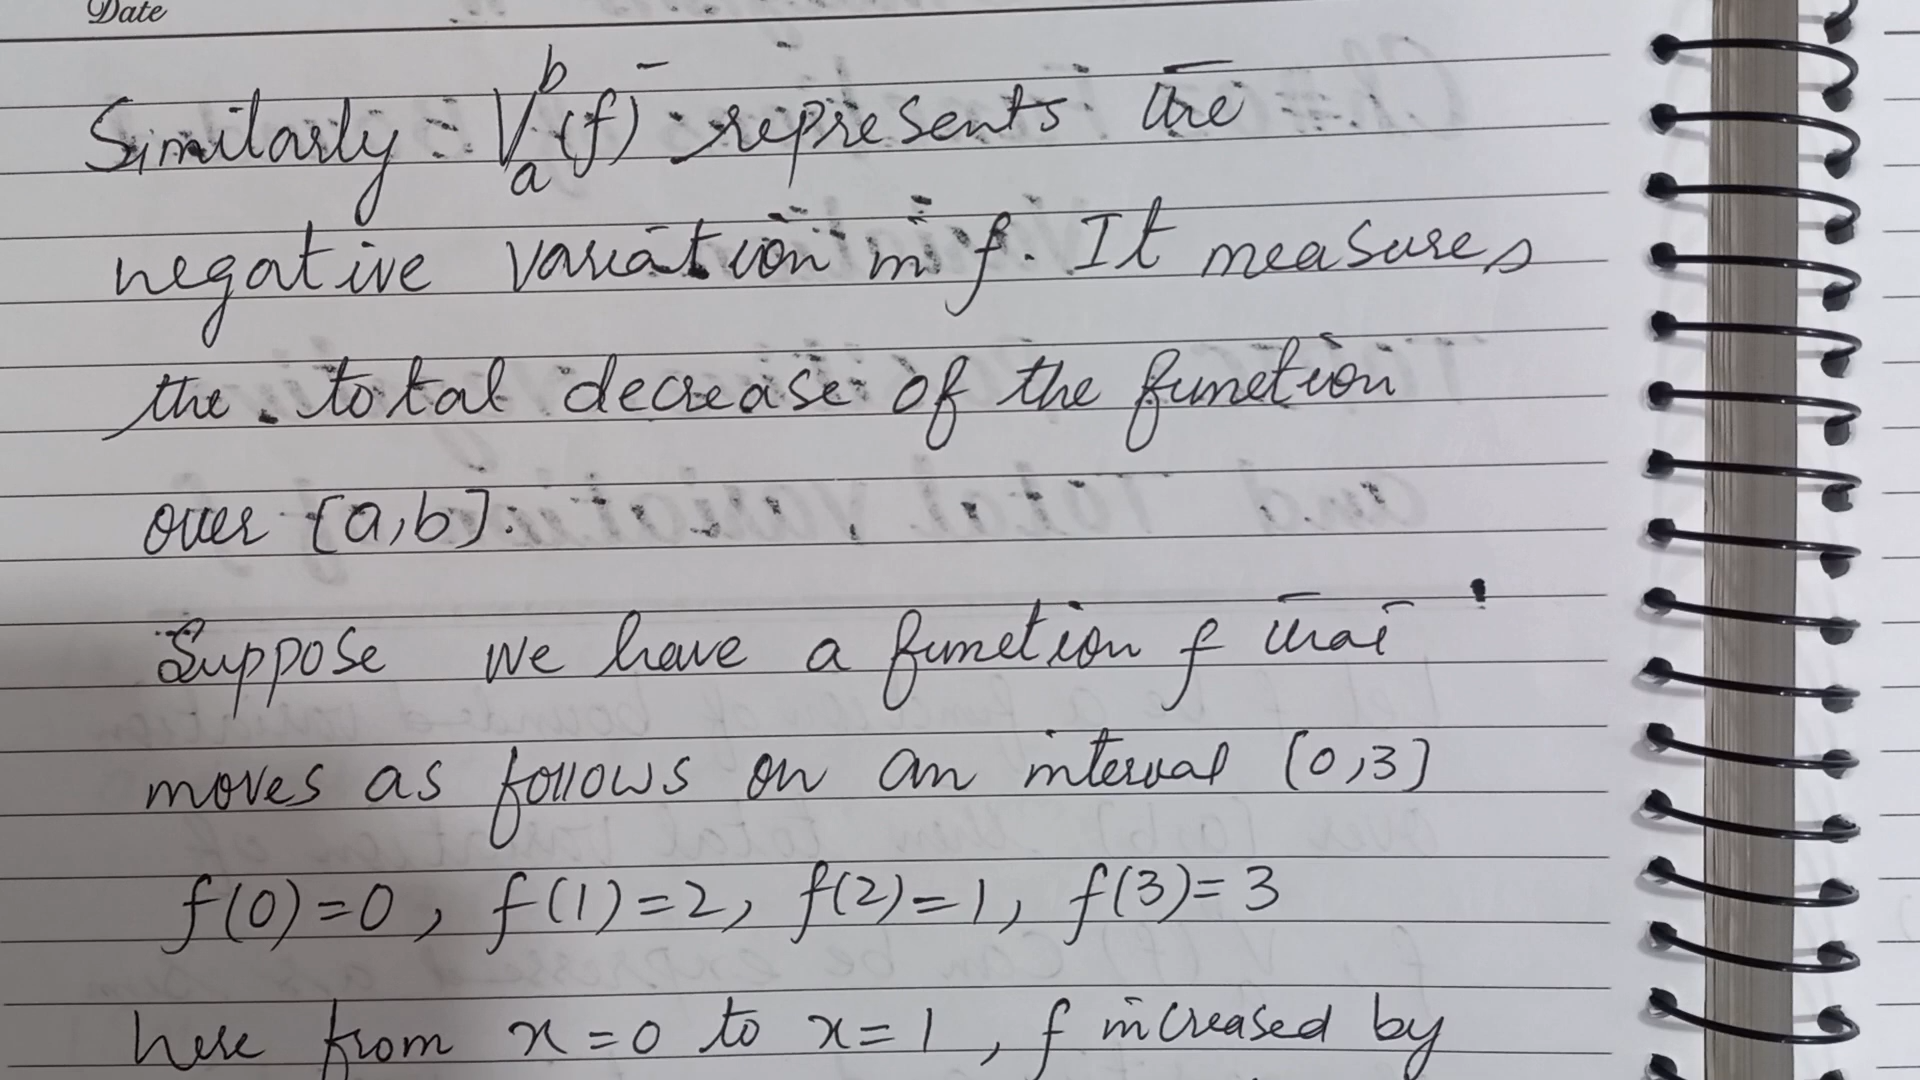 Date
Similarly : V_a^b(f)^- represents the
negative variation in f. It measures
the total decrease of the function
over [a,b].
Suppose we have a function f that
moves as follows on an interval [0,3]
f(0)=0, f(1)=2, f(2)=1, f(3)=3
here from x=0 to x=1, f increased by